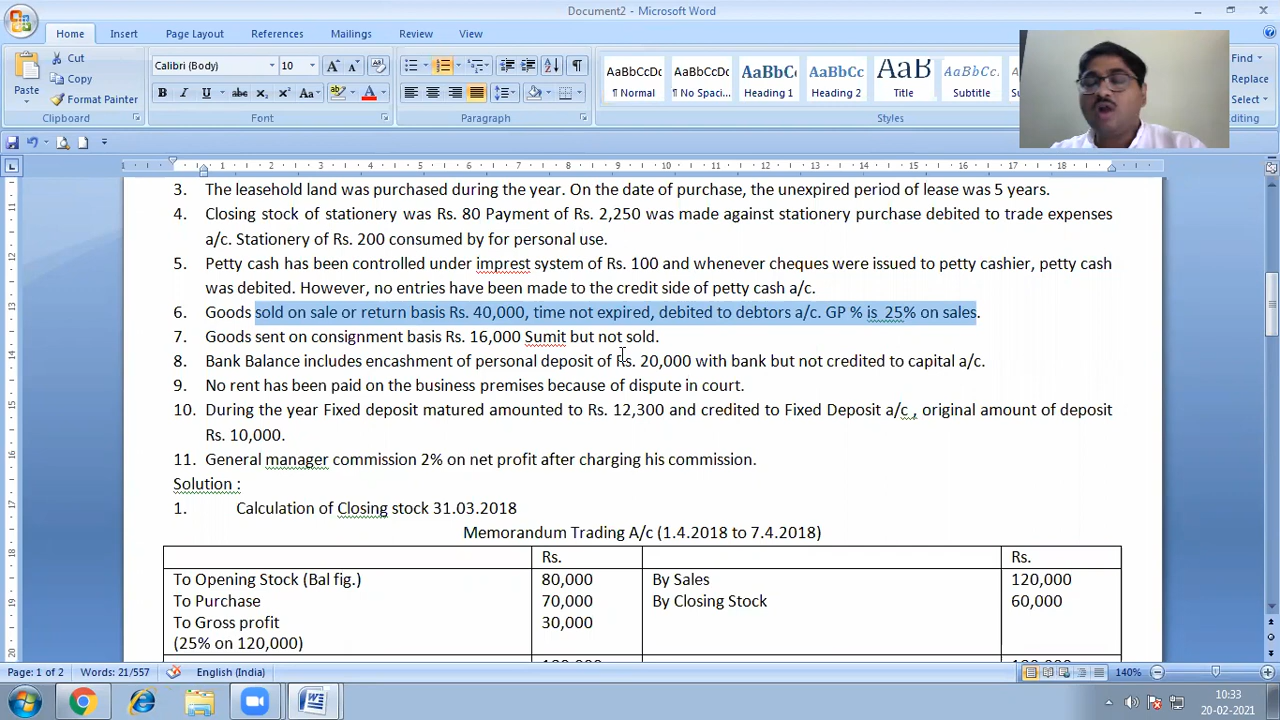 Document2 - Microsoft Word
Home Insert Page Layout References Mailings Review View
Cut
Copy
Format Painter
Paste
Clipboard
Calibri (Body) 10
Font
Paragraph
AaBbCcDc AaBbCcDc AaBbC AaBbCc AaB AaBbCc.
¶ Normal ¶ No Spaci... Heading 1 Heading 2 Title Subtitle
Styles
Find
Replace
Select
Editing
3. The leasehold land was purchased during the year. On the date of purchase, the unexpired period of lease was 5 years.
4. Closing stock of stationery was Rs. 80 Payment of Rs. 2,250 was made against stationery purchase debited to trade expenses
a/c. Stationery of Rs. 200 consumed by for personal use.
5. Petty cash has been controlled under imprest system of Rs. 100 and whenever cheques were issued to petty cashier, petty cash
was debited. However, no entries have been made to the credit side of petty cash a/c.
6. Goods sold on sale or return basis Rs. 40,000, time not expired, debited to debtors a/c. GP % is 25% on sales.
7. Goods sent on consignment basis Rs. 16,000 Sumit but not sold.
8. Bank Balance includes encashment of personal deposit of Rs. 20,000 with bank but not credited to capital a/c.
9. No rent has been paid on the business premises because of dispute in court.
10. During the year Fixed deposit matured amounted to Rs. 12,300 and credited to Fixed Deposit a/c , original amount of deposit
Rs. 10,000.
11. General manager commission 2% on net profit after charging his commission.
Solution :
1. Calculation of Closing stock 31.03.2018
Memorandum Trading A/c (1.4.2018 to 7.4.2018)
Rs. Rs.
To Opening Stock (Bal fig.) 80,000 By Sales 120,000
To Purchase 70,000 By Closing Stock 60,000
To Gross profit 30,000
(25% on 120,000)
Page: 1 of 2 Words: 21/557 English (India) 140%
10:33
20-02-2021